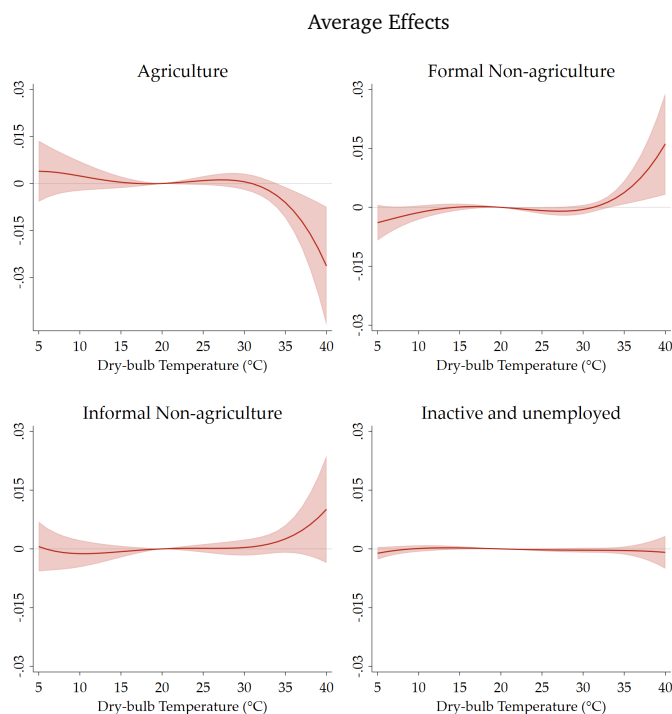 Average Effects
Agriculture
.03
.015
0
-.015
-.03
5 10 15 20 25 30 35 40
Dry-bulb Temperature (°C)
Formal Non-agriculture
.03
.015
0
-.015
-.03
5 10 15 20 25 30 35 40
Dry-bulb Temperature (°C)
Informal Non-agriculture
.03
.015
0
-.015
-.03
5 10 15 20 25 30 35 40
Dry-bulb Temperature (°C)
Inactive and unemployed
.03
.015
0
-.015
-.03
5 10 15 20 25 30 35 40
Dry-bulb Temperature (°C)